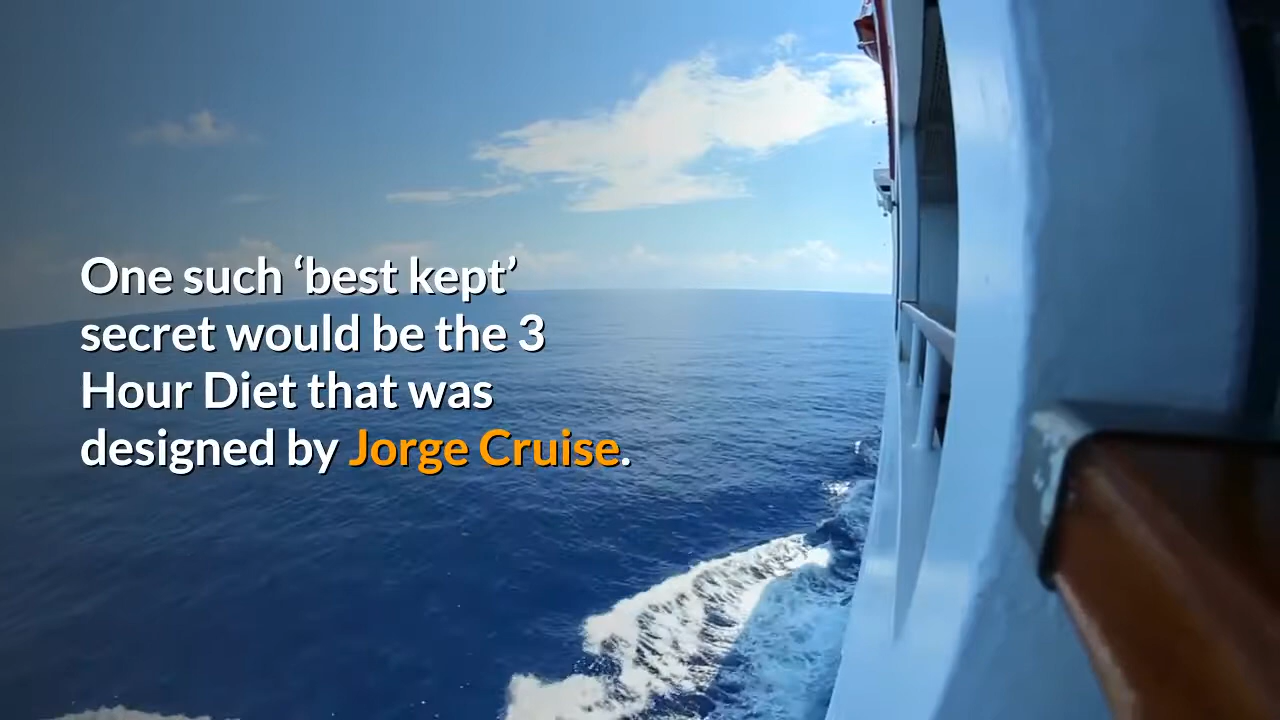 One such ‘best kept’
secret would be the 3
Hour Diet that was
designed by Jorge Cruise.